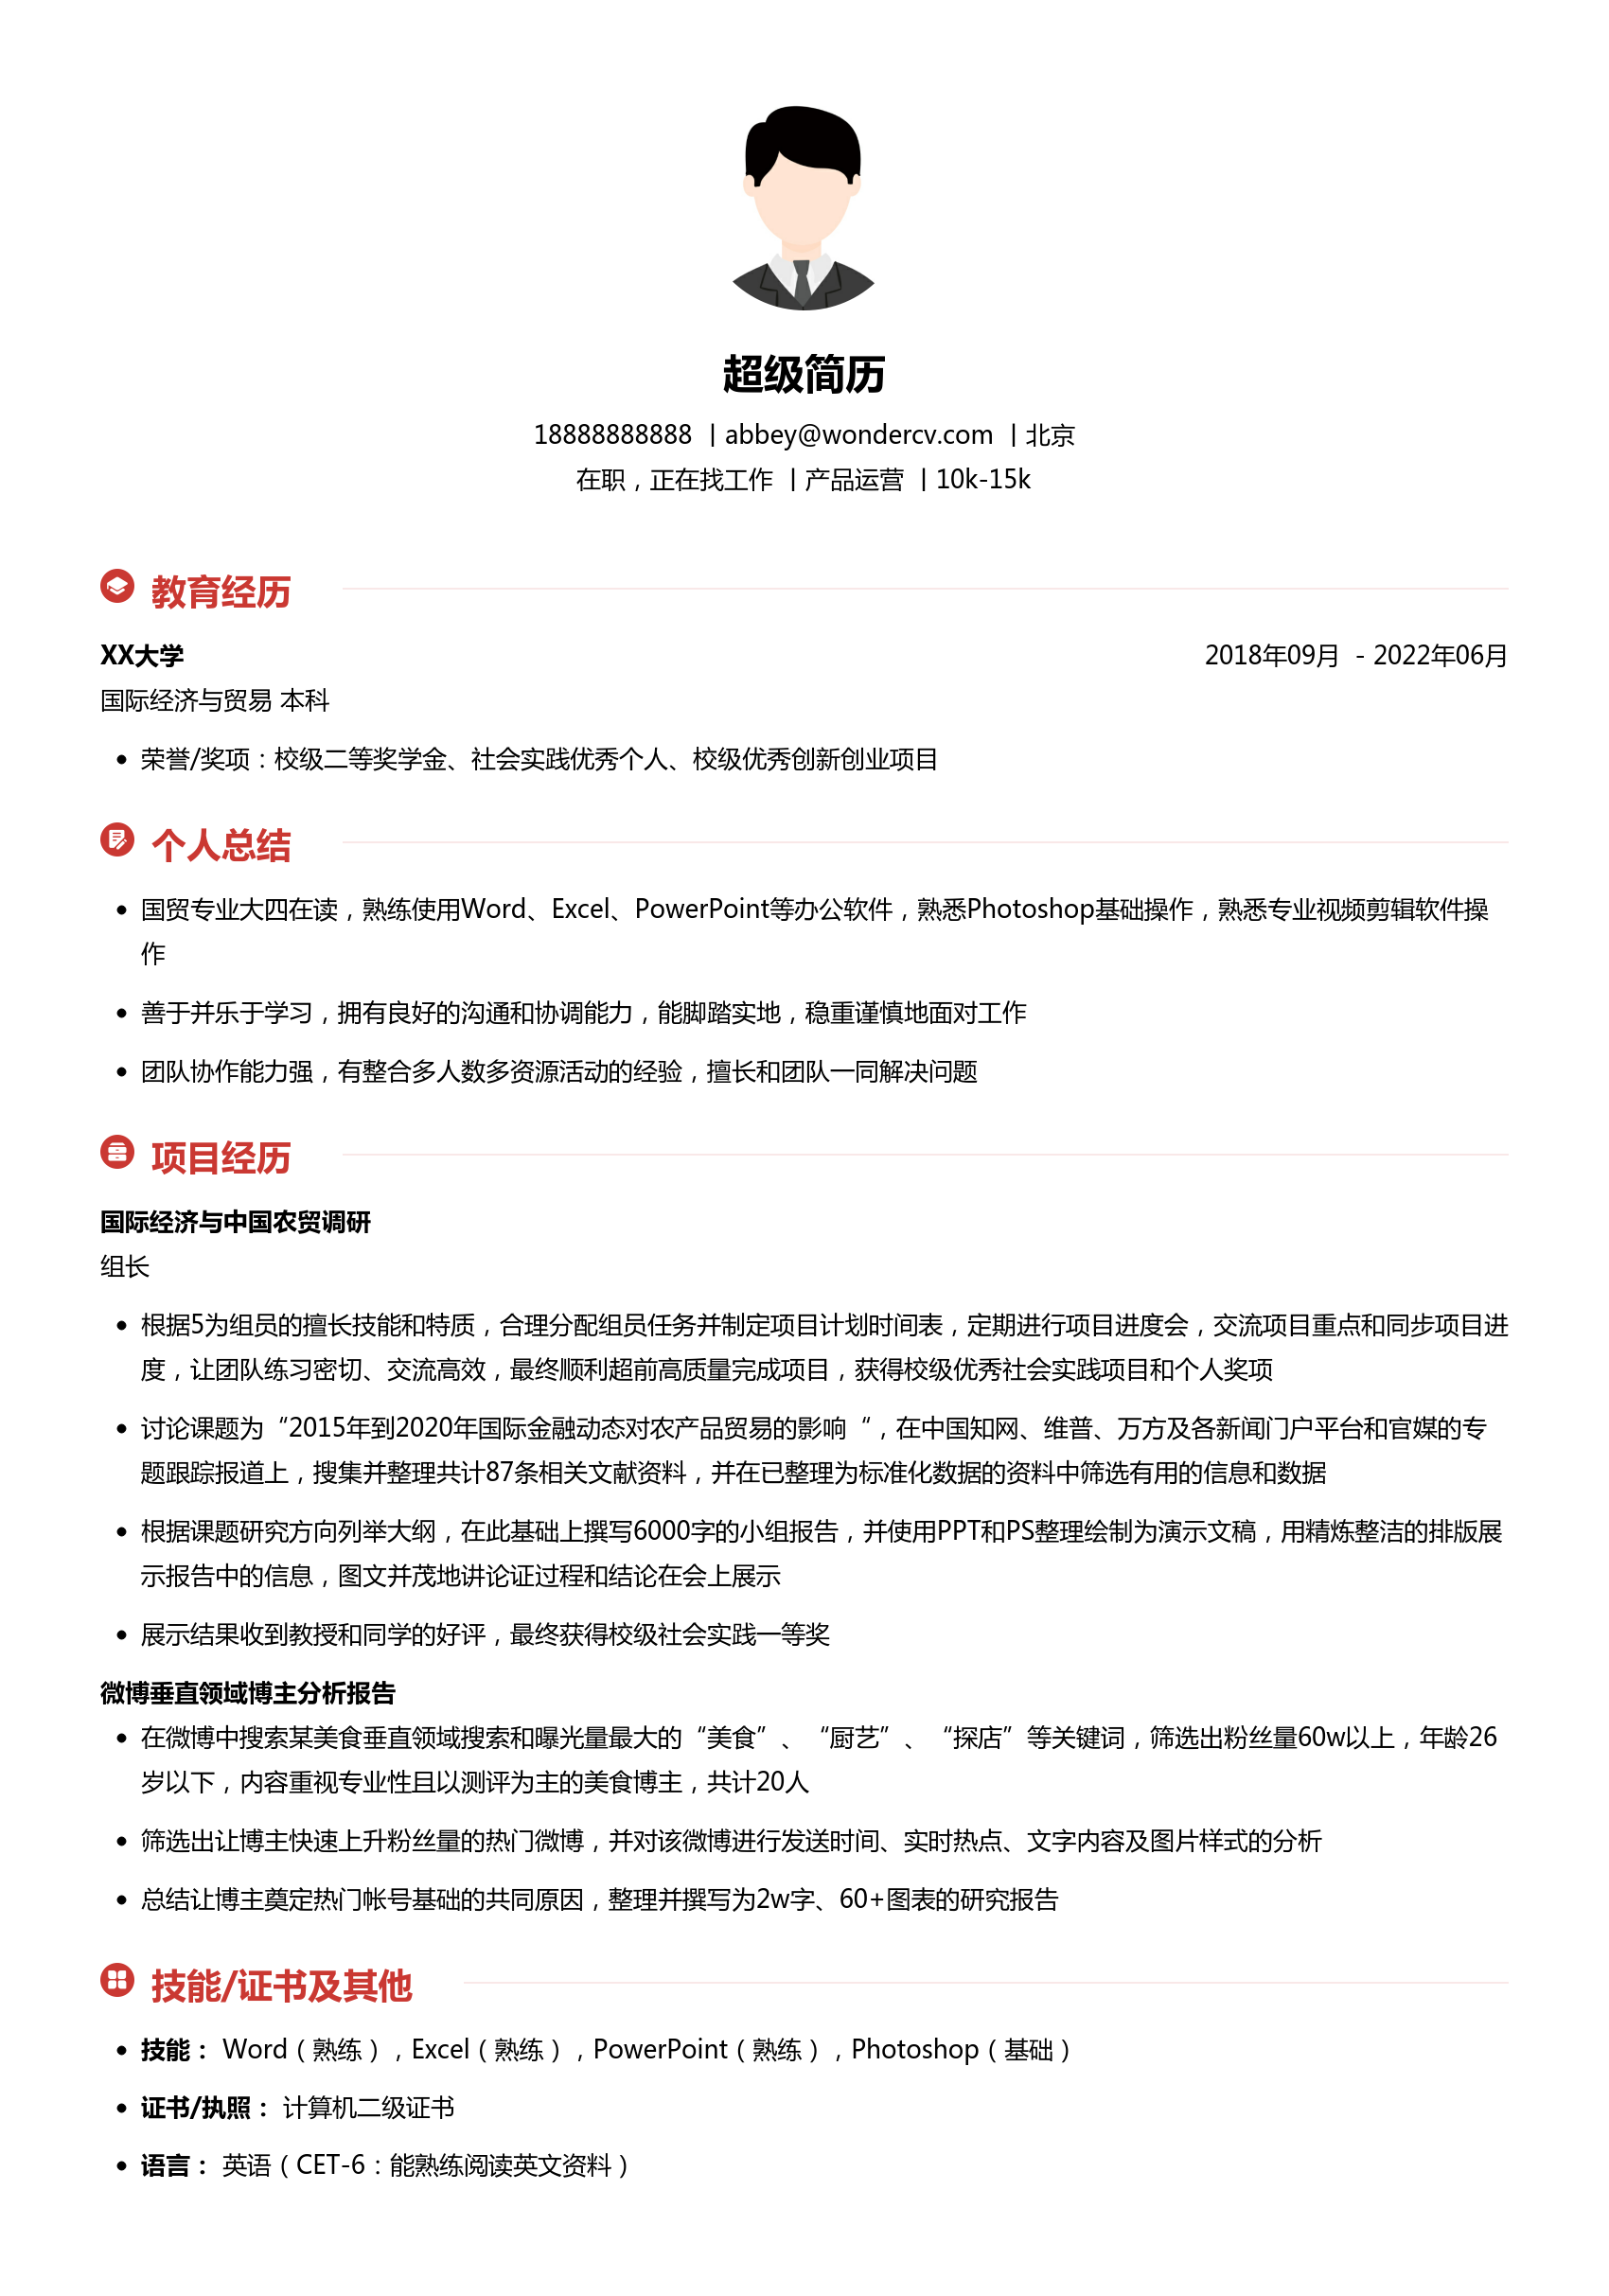 超级简历
18888888888 | abbey@wondercv.com | 北京
在职，正在找工作 | 产品运营 | 10k-15k
教育经历
XX大学 2018年09月 - 2022年06月
国际经济与贸易 本科
• 荣誉/奖项：校级二等奖学金、社会实践优秀个人、校级优秀创新创业项目
个人总结
• 国贸专业大四在读，熟练使用Word、Excel、PowerPoint等办公软件，熟悉Photoshop基础操作，熟悉专业视频剪辑软件操
作
• 善于并乐于学习，拥有良好的沟通和协调能力，能脚踏实地，稳重谨慎地面对工作
• 团队协作能力强，有整合多人数多资源活动的经验，擅长和团队一同解决问题
项目经历
国际经济与中国农贸调研
组长
• 根据5为组员的擅长技能和特质，合理分配组员任务并制定项目计划时间表，定期进行项目进度会，交流项目重点和同步项目进
度，让团队练习密切、交流高效，最终顺利超前高质量完成项目，获得校级优秀社会实践项目和个人奖项
• 讨论课题为“2015年到2020年国际金融动态对农产品贸易的影响“，在中国知网、维普、万方及各新闻门户平台和官媒的专
题跟踪报道上，搜集并整理共计87条相关文献资料，并在已整理为标准化数据的资料中筛选有用的信息和数据
• 根据课题研究方向列举大纲，在此基础上撰写6000字的小组报告，并使用PPT和PS整理绘制为演示文稿，用精炼整洁的排版展
示报告中的信息，图文并茂地讲论证过程和结论在会上展示
• 展示结果收到教授和同学的好评，最终获得校级社会实践一等奖
微博垂直领域博主分析报告
• 在微博中搜索某美食垂直领域搜索和曝光量最大的“美食”、“厨艺”、“探店”等关键词，筛选出粉丝量60w以上，年龄26
岁以下，内容重视专业性且以测评为主的美食博主，共计20人
• 筛选出让博主快速上升粉丝量的热门微博，并对该微博进行发送时间、实时热点、文字内容及图片样式的分析
• 总结让博主奠定热门帐号基础的共同原因，整理并撰写为2w字、60+图表的研究报告
技能/证书及其他
• 技能： Word（熟练），Excel（熟练），PowerPoint（熟练），Photoshop（基础）
• 证书/执照： 计算机二级证书
• 语言： 英语（CET-6：能熟练阅读英文资料）